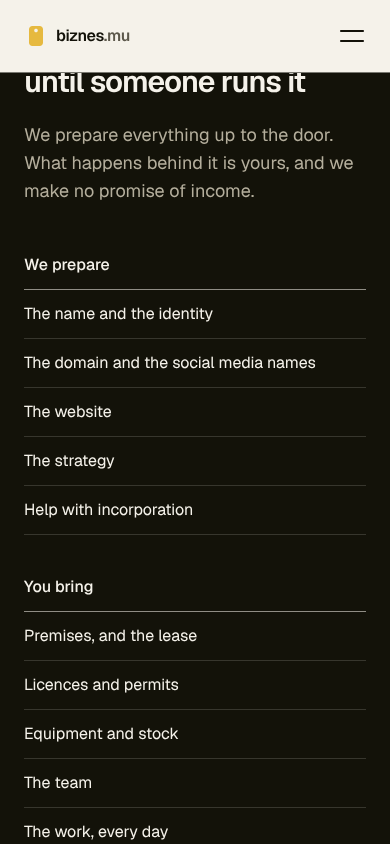 biznes.mu
until someone runs it
We prepare everything up to the door.
What happens behind it is yours, and we
make no promise of income.
We prepare
The name and the identity
The domain and the social media names
The website
The strategy
Help with incorporation
You bring
Premises, and the lease
Licences and permits
Equipment and stock
The team
The work, every day